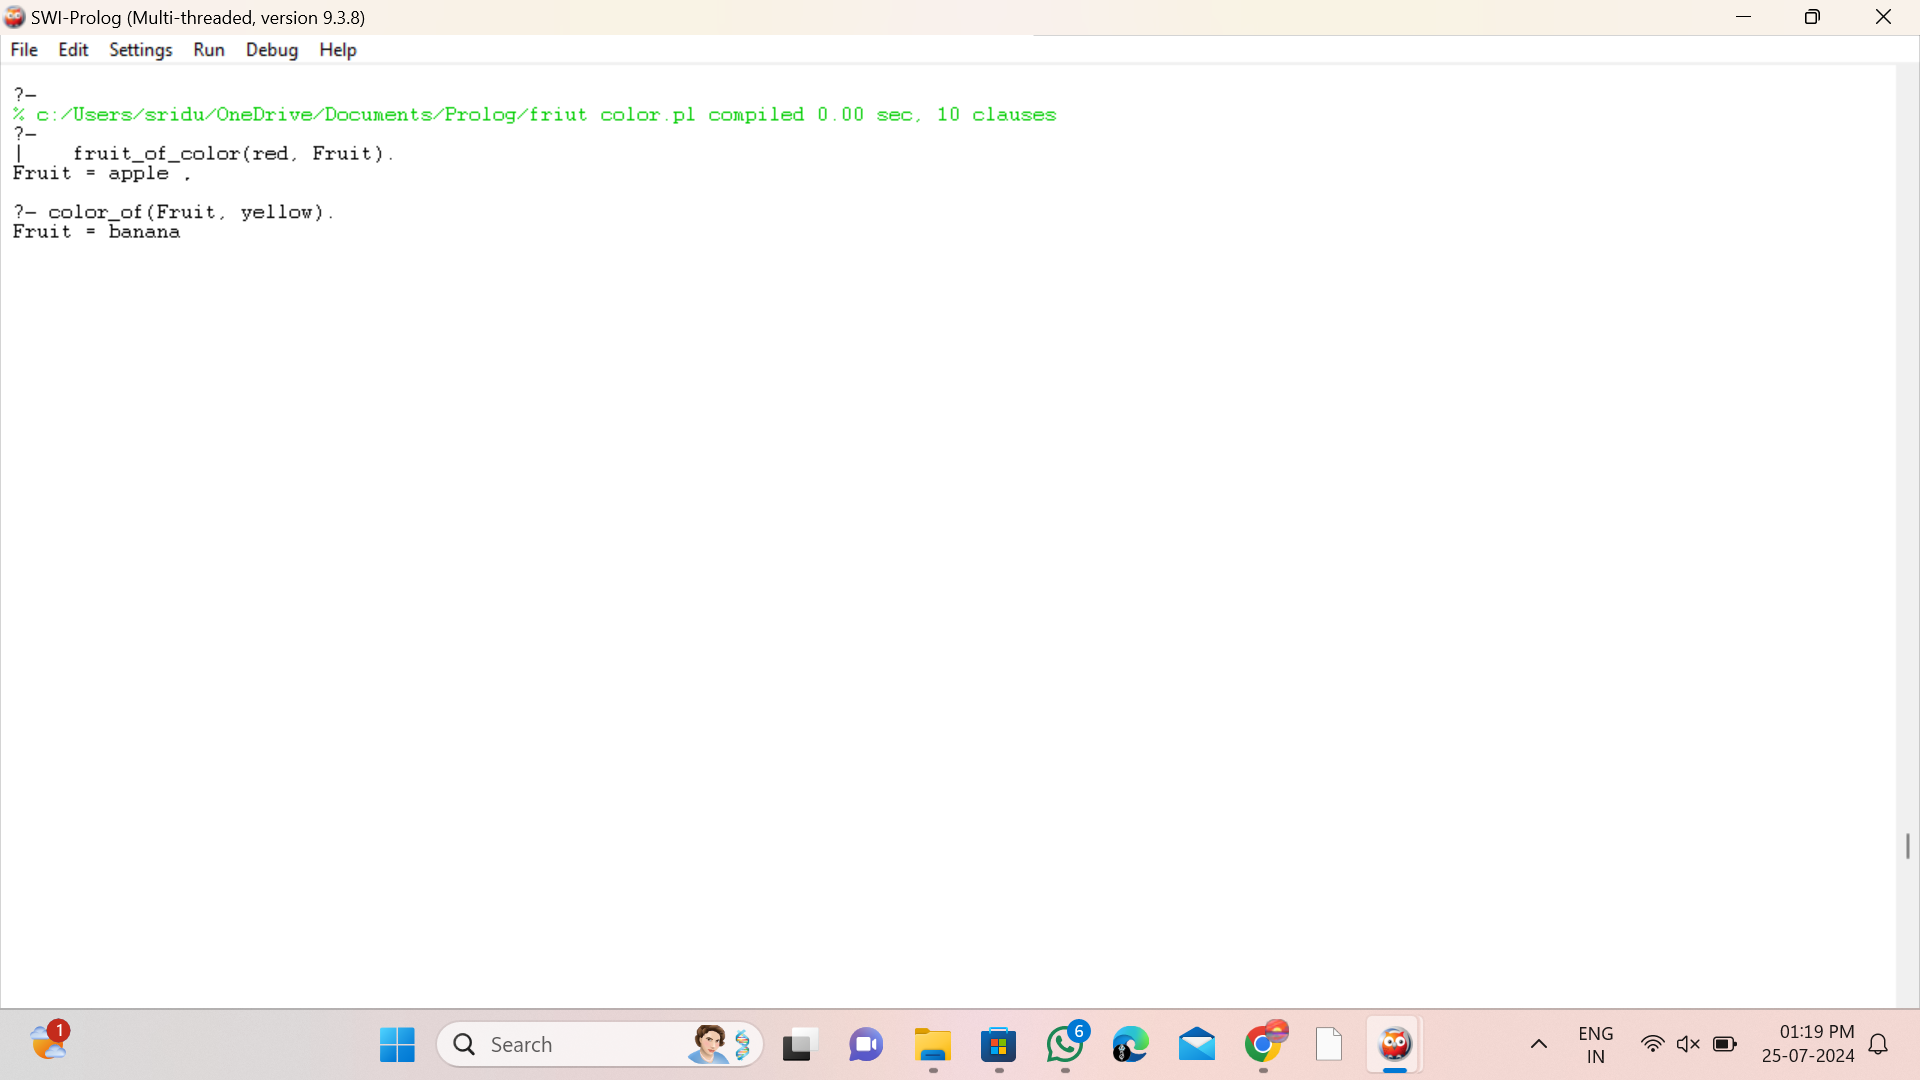 SWI-Prolog (Multi-threaded, version 9.3.8)
File Edit Settings Run Debug Help
?-
% c:/Users/sridu/OneDrive/Documents/Prolog/friut color.pl compiled 0.00 sec, 10 clauses
?-
|    fruit_of_color(red, Fruit).
Fruit = apple .
?- color_of(Fruit, yellow).
Fruit = banana
1
Search
6
ENG
IN
01:19 PM
25-07-2024